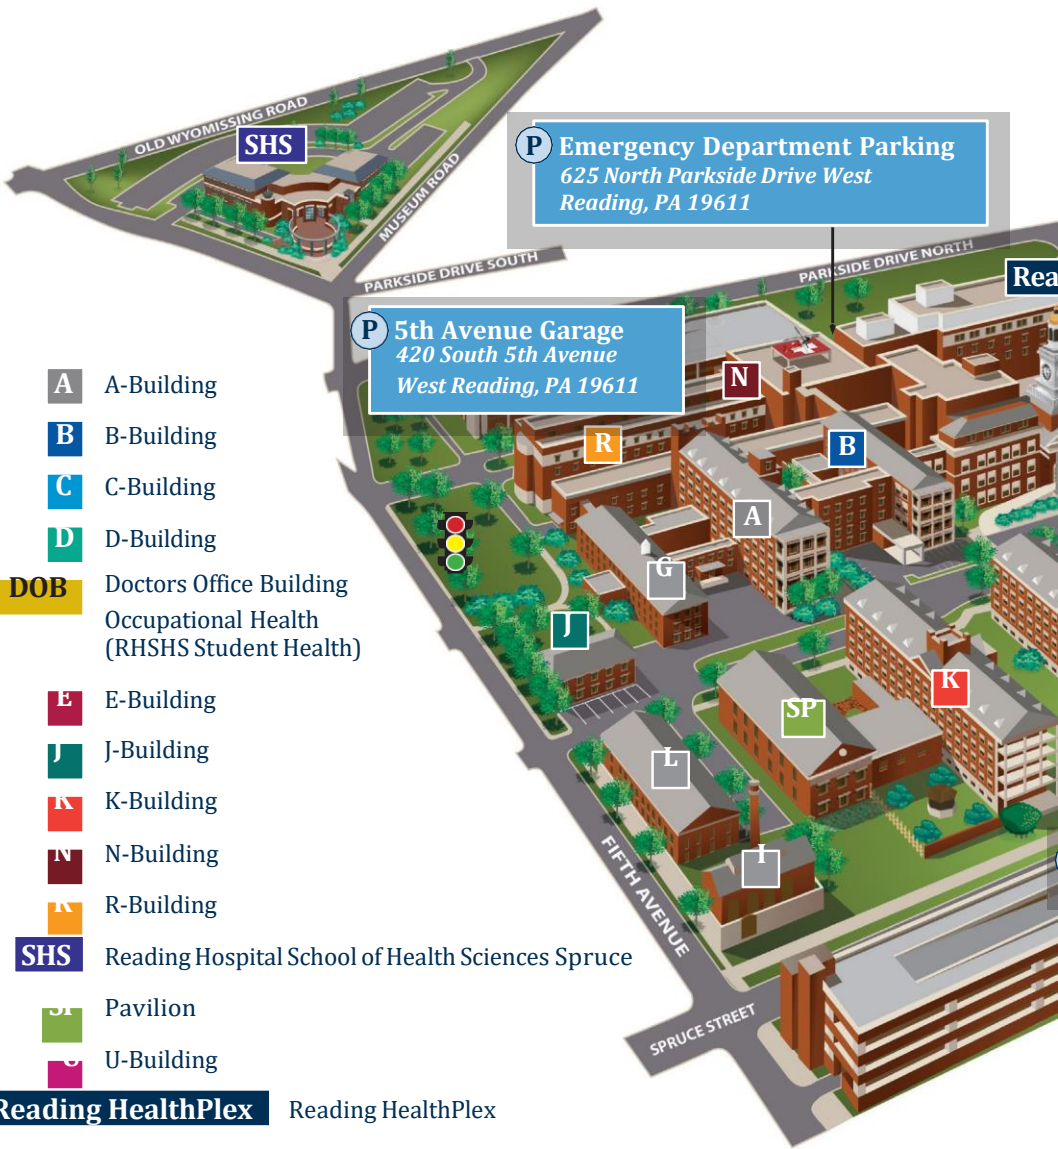 OLD WYOMISSING ROAD
SHS
MUSEUM ROAD
P Emergency Department Parking
625 North Parkside Drive West
Reading, PA 19611
PARKSIDE DRIVE SOUTH
PARKSIDE DRIVE NORTH
Rea
P 5th Avenue Garage
420 South 5th Avenue
West Reading, PA 19611
N
R
B
A
G
J
K
SP
L
I
FIFTH AVENUE
SPRUCE STREET
A A-Building
B B-Building
C C-Building
D D-Building
DOB Doctors Office Building
Occupational Health
(RHSHS Student Health)
E E-Building
J J-Building
K K-Building
N N-Building
R R-Building
SHS Reading Hospital School of Health Sciences Spruce
SP Pavilion
U U-Building
Reading HealthPlex Reading HealthPlex